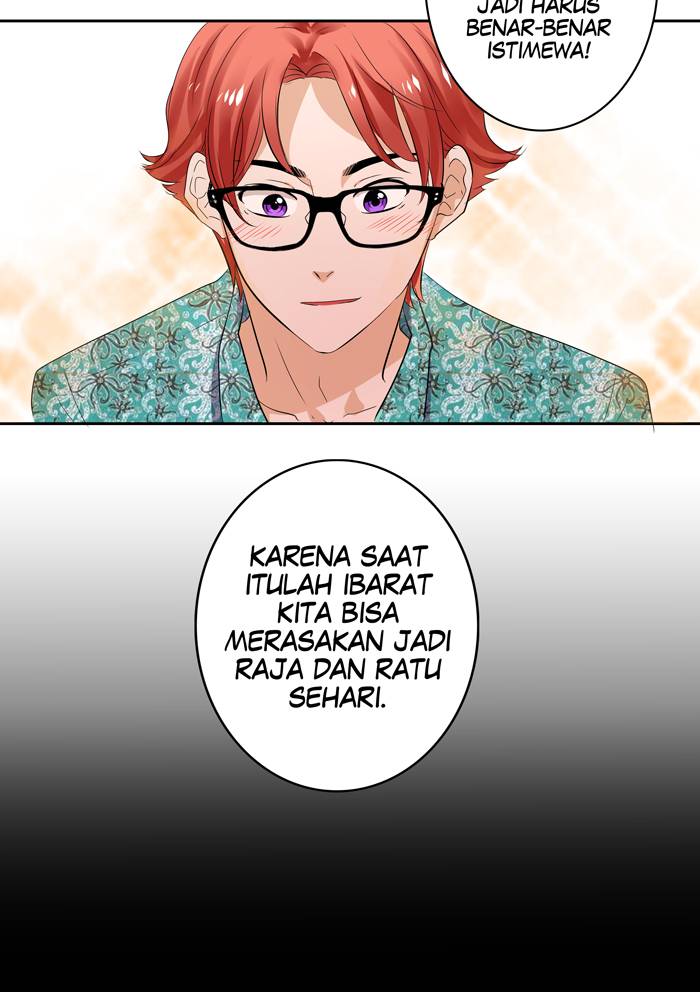 JADI HARUS
BENAR-BENAR
ISTIMEWA!
KARENA SAAT
ITULAH IBARAT
KITA BISA
MERASAKAN JADI
RAJA DAN RATU
SEHARI.